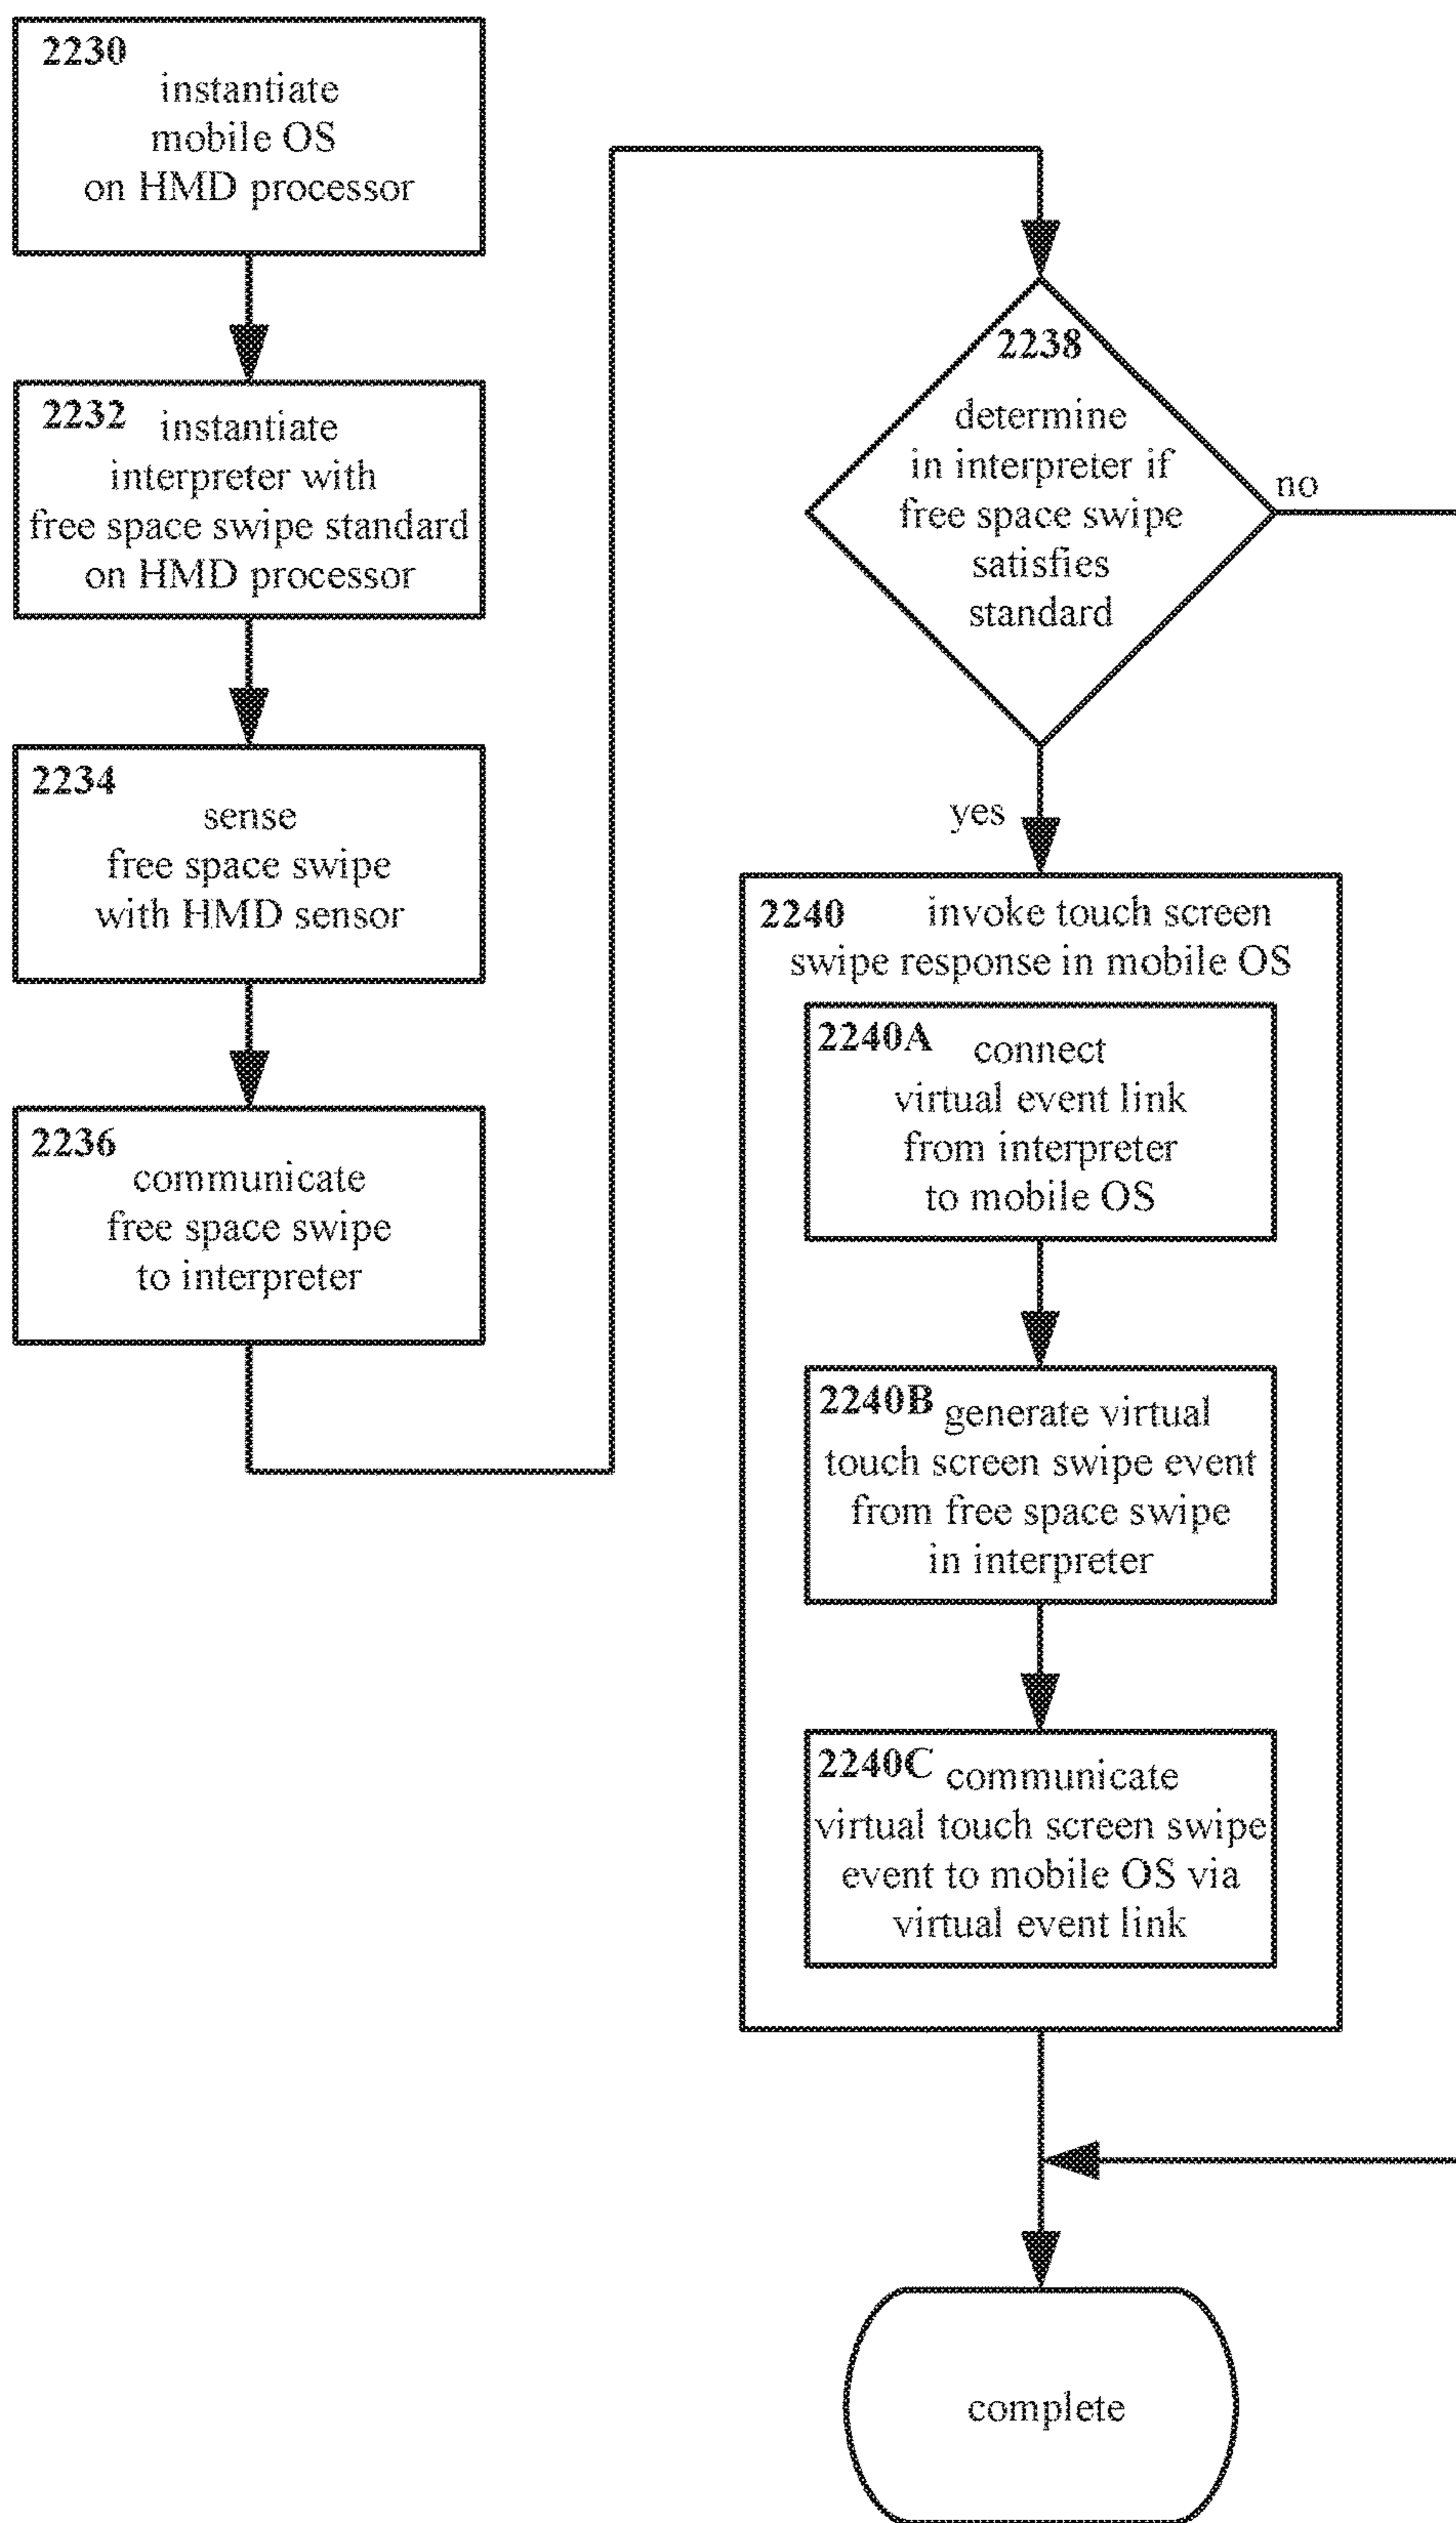 2230
instantiate
mobile OS
on HMD processor
2232 instantiate
interpreter with
free space swipe standard
on HMD processor
2234
sense
free space swipe
with HMD sensor
2236
communicate
free space swipe
to interpreter
2238
determine
in interpreter if
free space swipe
satisfies
standard
no
yes
2240 invoke touch screen
swipe response in mobile OS
2240A connect
virtual event link
from interpreter
to mobile OS
2240B generate virtual
touch screen swipe event
from free space swipe
in interpreter
2240C communicate
virtual touch screen swipe
event to mobile OS via
virtual event link
complete